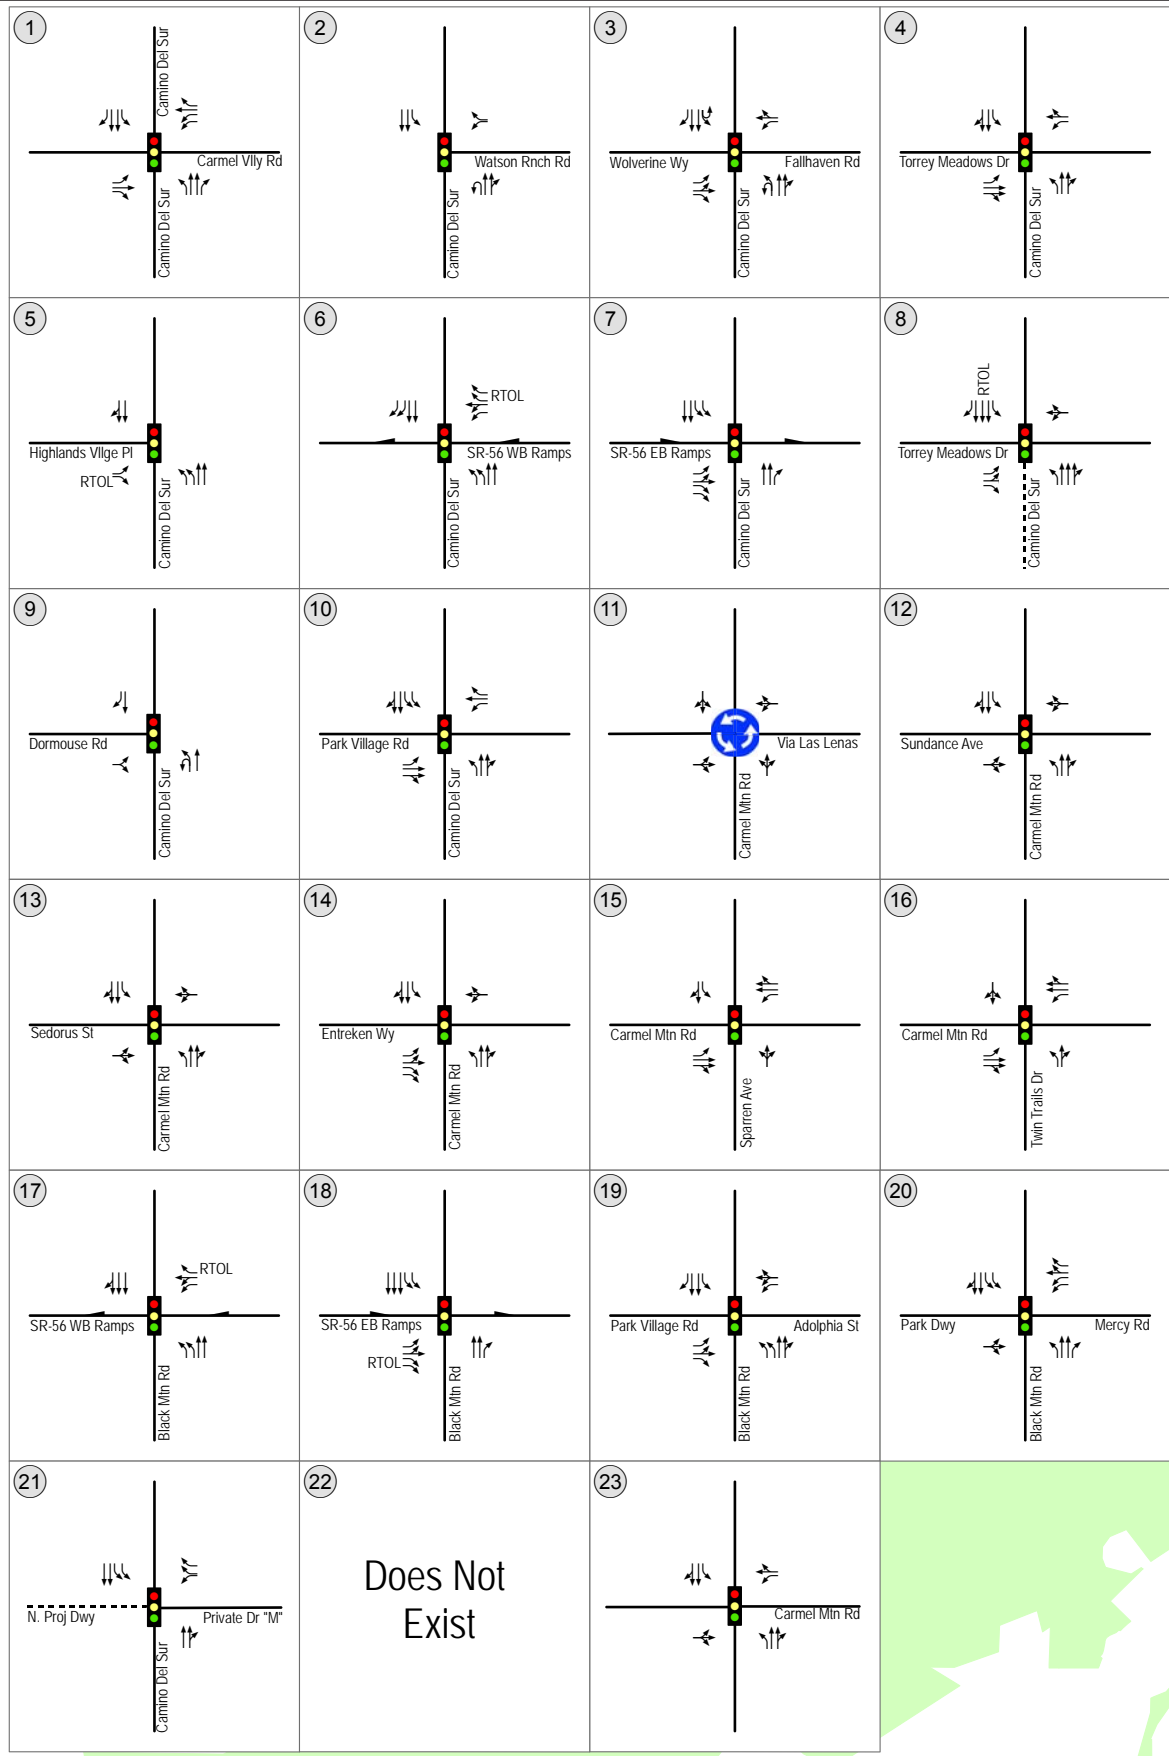 1
Camino Del Sur
Carmel Vlly Rd
Camino Del Sur
2
Watson Rnch Rd
Camino Del Sur
3
Wolverine Wy
Fallhaven Rd
Camino Del Sur
4
Torrey Meadows Dr
Camino Del Sur
5
Highlands Vllge Pl
RTOL
Camino Del Sur
6
RTOL
SR-56 WB Ramps
Camino Del Sur
7
SR-56 EB Ramps
Camino Del Sur
8
RTOL
Torrey Meadows Dr
Camino Del Sur
9
Dormouse Rd
Camino Del Sur
10
Park Village Rd
Camino Del Sur
11
Via Las Lenas
Carmel Mtn Rd
12
Sundance Ave
Carmel Mtn Rd
13
Sedorus St
Carmel Mtn Rd
14
Entreken Wy
Carmel Mtn Rd
15
Carmel Mtn Rd
Sparren Ave
16
Carmel Mtn Rd
Twin Trails Dr
17
RTOL
SR-56 WB Ramps
Black Mtn Rd
18
SR-56 EB Ramps
RTOL
Black Mtn Rd
19
Park Village Rd
Adolphia St
Black Mtn Rd
20
Park Dwy
Mercy Rd
Black Mtn Rd
21
N. Proj Dwy
Private Dr "M"
Camino Del Sur
22
Does Not
Exist
23
Carmel Mtn Rd